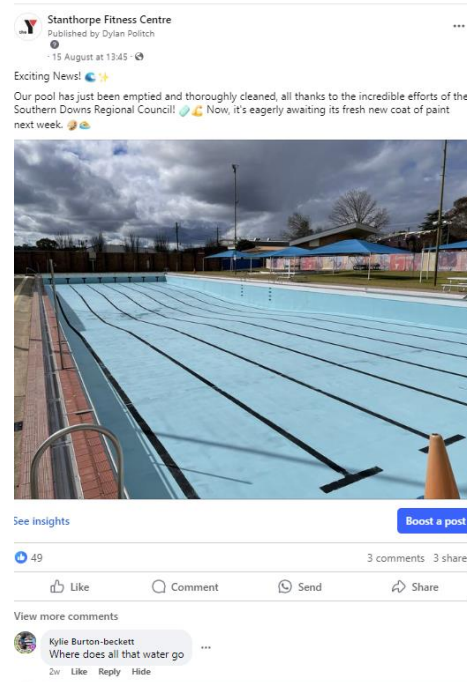 Stanthorpe Fitness Centre
Published by Dylan Politch
· 15 August at 13:45 ·
Exciting News! 🌊✨
Our pool has just been emptied and thoroughly cleaned, all thanks to the incredible efforts of the
Southern Downs Regional Council! 🧼💪 Now, it's eagerly awaiting its fresh new coat of paint
next week.
See insights
Boost a post
49
3 comments 3 share
Like Comment Send Share
View more comments
Kylie Burton-beckett
Where does all that water go
2w Like Reply Hide